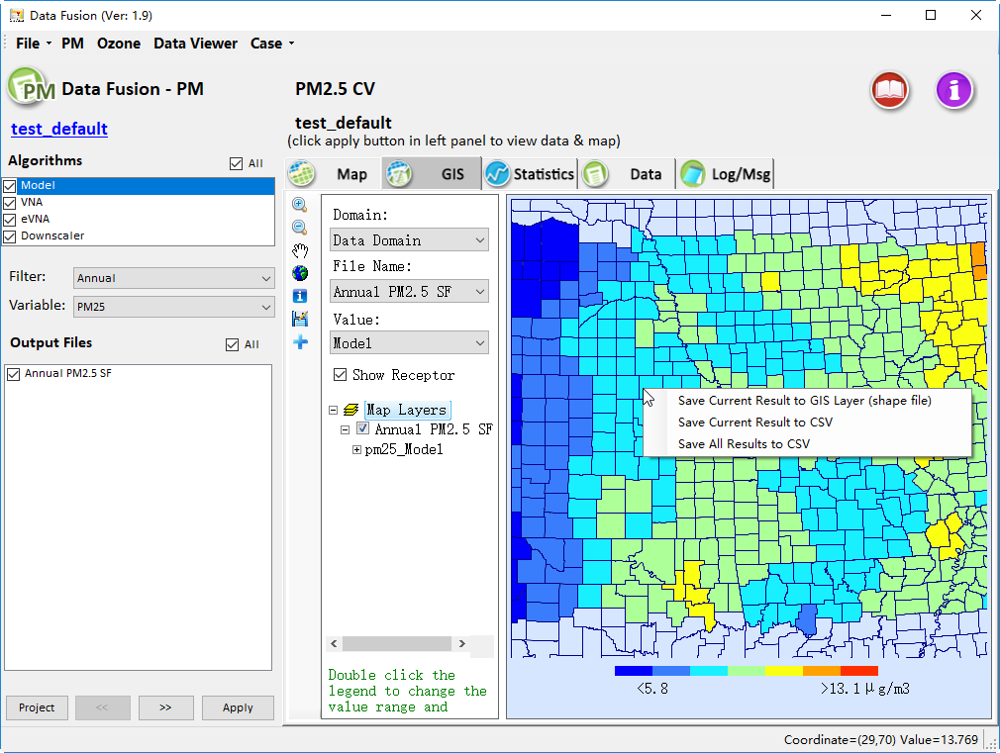 Data Fusion (Ver: 1.9)
File PM Ozone Data Viewer Case
PM Data Fusion - PM
PM2.5 CV
test_default
test_default
(click apply button in left panel to view data & map)
Algorithms
All
Model
VNA
eVNA
Downscaler
Filter: Annual
Variable: PM25
Output Files
All
Annual PM2.5 SF
Project << >> Apply
Map GIS Statistics Data Log/Msg
Domain:
Data Domain
File Name:
Annual PM2.5 SF
Value:
Model
Show Receptor
Map Layers
Annual PM2.5 SF
pm25_Model
Double click the
legend to change the
value range and
Save Current Result to GIS Layer (shape file)
Save Current Result to CSV
Save All Results to CSV
<5.8 >13.1 μg/m3
Coordinate=(29,70) Value=13.769